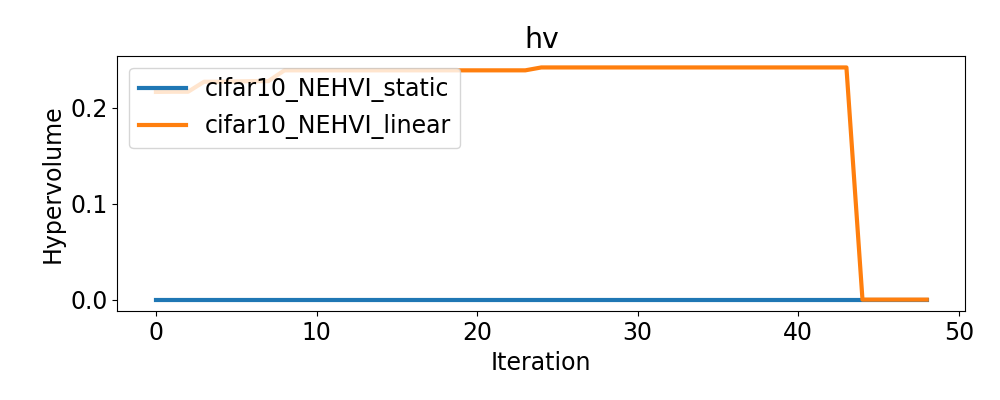 hv
cifar10_NEHVI_static
cifar10_NEHVI_linear
Hypervolume
0.2
0.1
0.0
0 10 20 30 40 50
Iteration